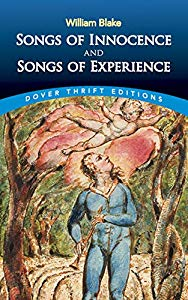 William Blake
SONGS OF INNOCENCE
AND
SONGS OF EXPERIENCE
DOVER THRIFT EDITIONS